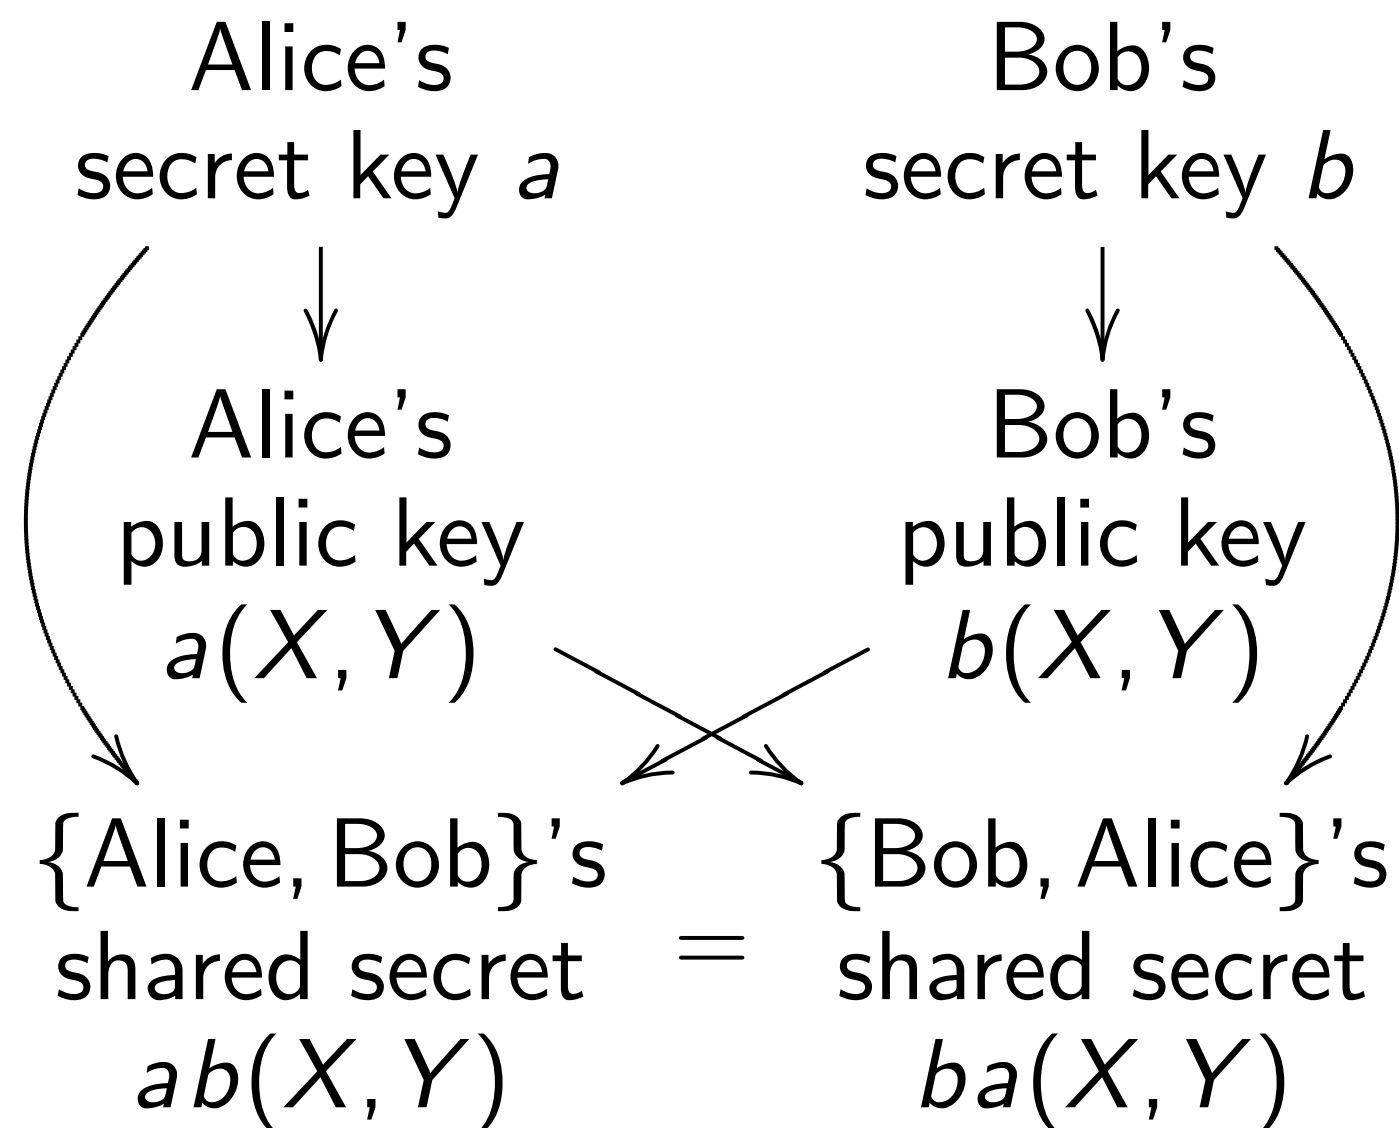 Alice's
secret key a
Bob's
secret key b
Alice's
public key
a(X, Y)
Bob's
public key
b(X, Y)
{Alice, Bob}'s
shared secret
ab(X, Y)
=
{Bob, Alice}'s
shared secret
ba(X, Y)